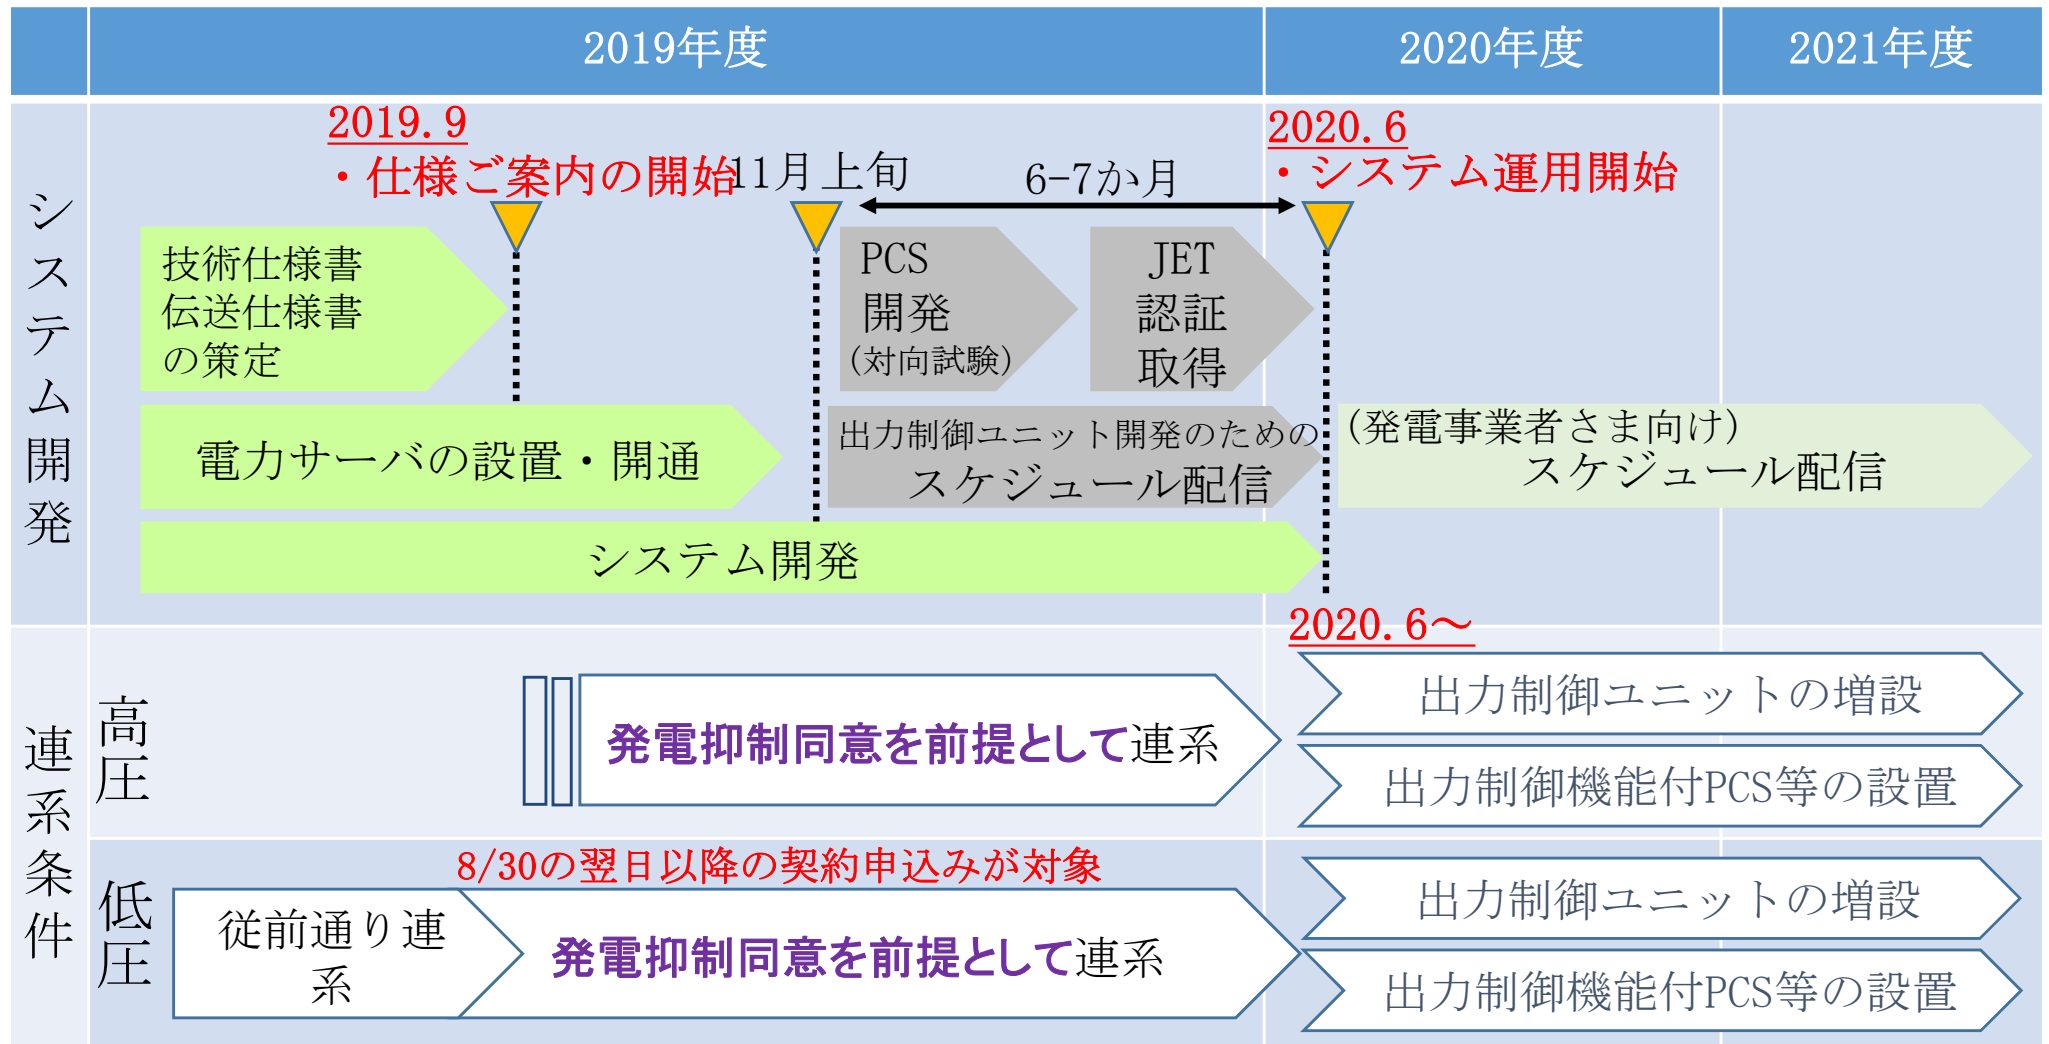 2019年度
2020年度
2021年度
システム開発
2019.9
・仕様ご案内の開始
11月上旬
6-7か月
2020.6
・システム運用開始
技術仕様書
伝送仕様書
の策定
PCS
開発
(対向試験)
JET
認証
取得
電力サーバの設置・開通
出力制御ユニット開発のための
スケジュール配信
(発電事業者さま向け)
スケジュール配信
システム開発
連系条件
高圧
2020.6～
発電抑制同意を前提として連系
出力制御ユニットの増設
出力制御機能付PCS等の設置
低圧
8/30の翌日以降の契約申込みが対象
従前通り連
系
発電抑制同意を前提として連系
出力制御ユニットの増設
出力制御機能付PCS等の設置